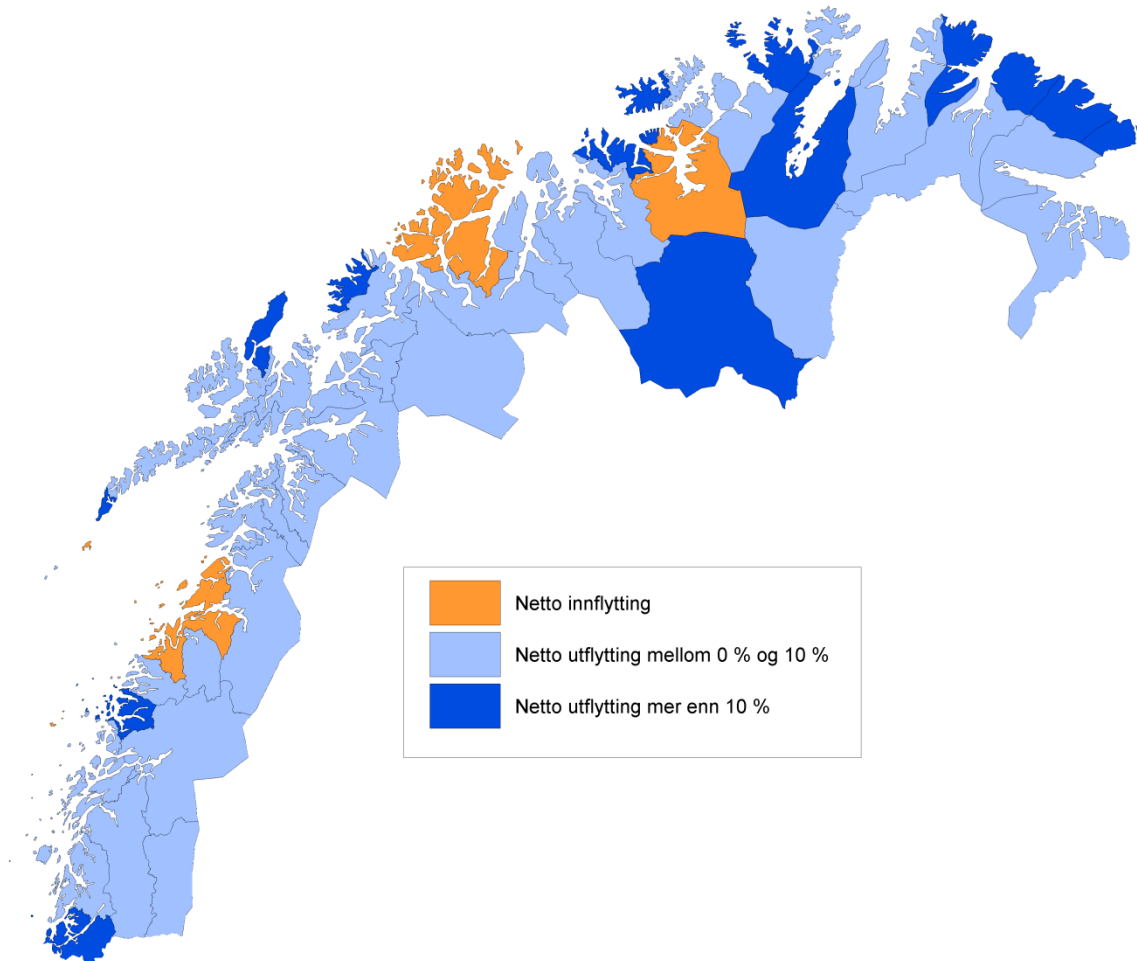 Netto innflytting
Netto utflytting mellom 0 % og 10 %
Netto utflytting mer enn 10 %